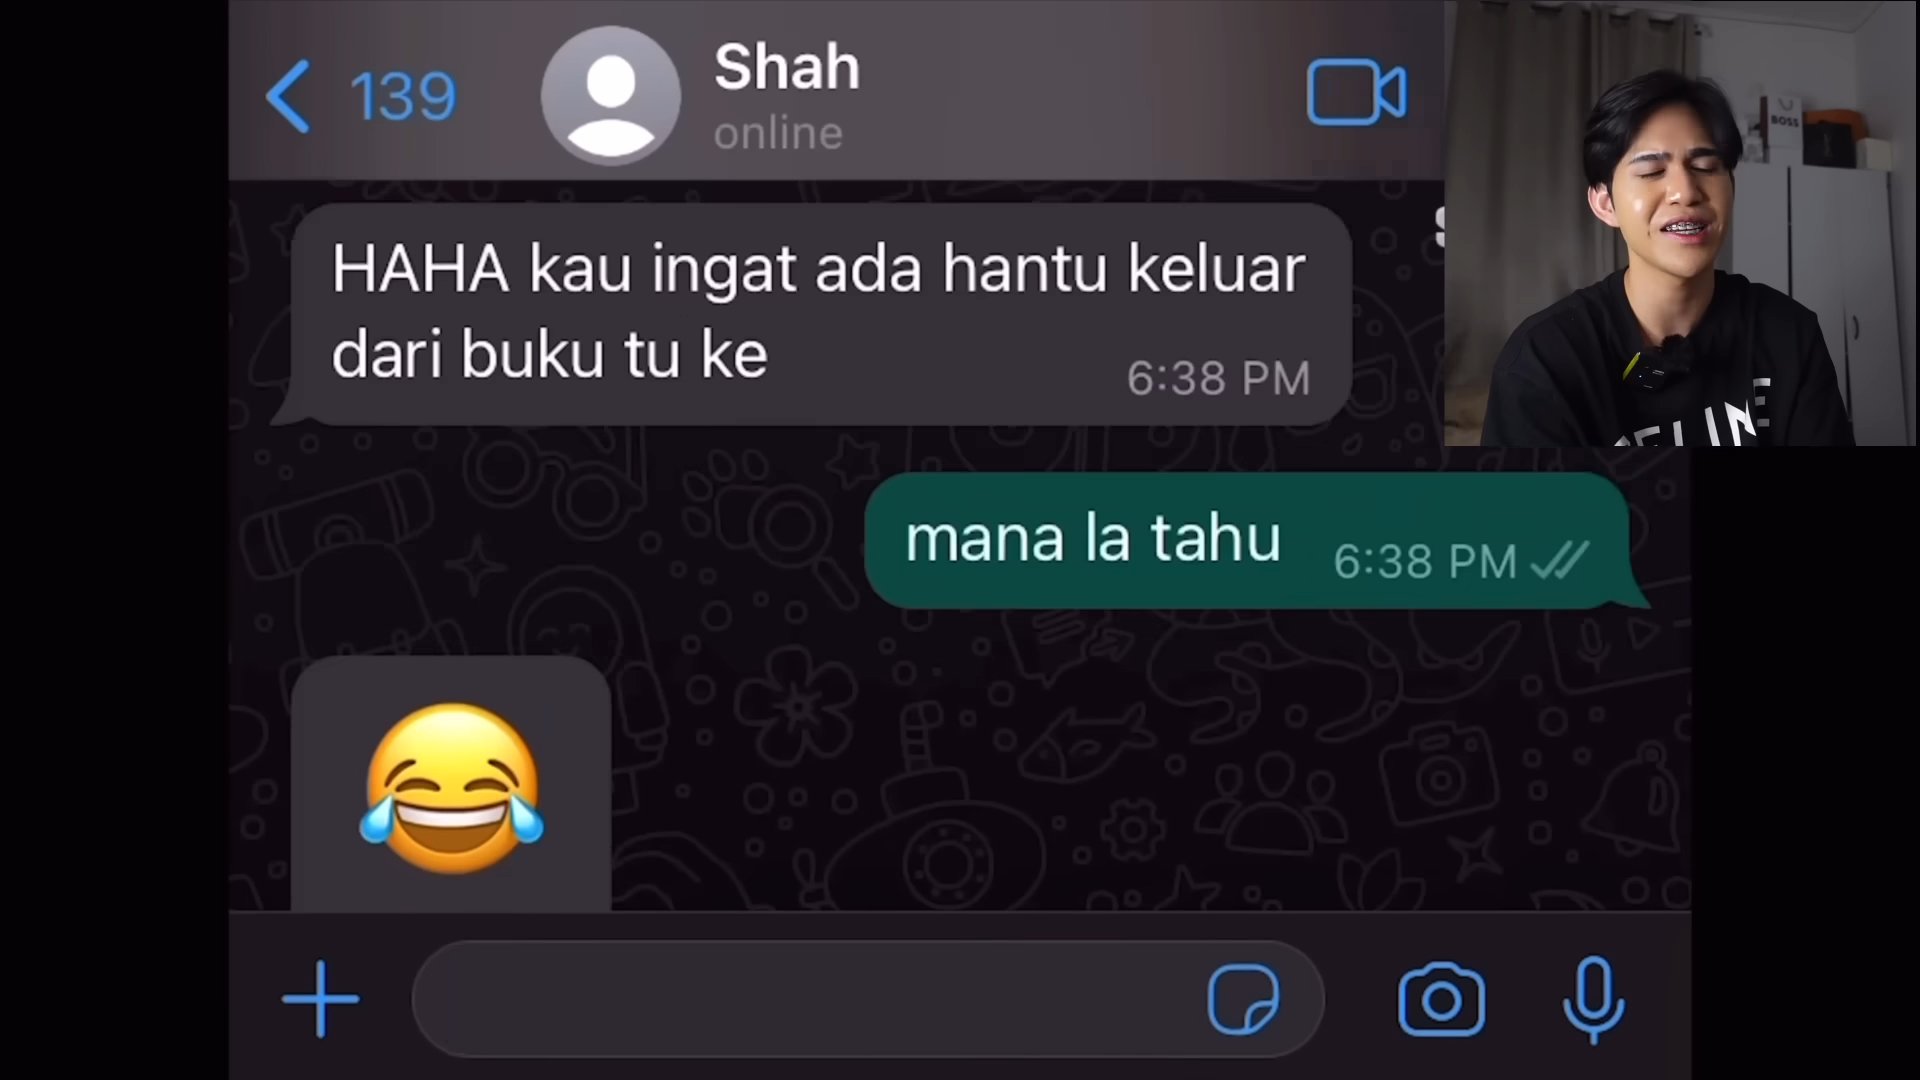 139
Shah
online
HAHA kau ingat ada hantu keluar
dari buku tu ke
6:38 PM
mana la tahu
6:38 PM
😂
BOSS